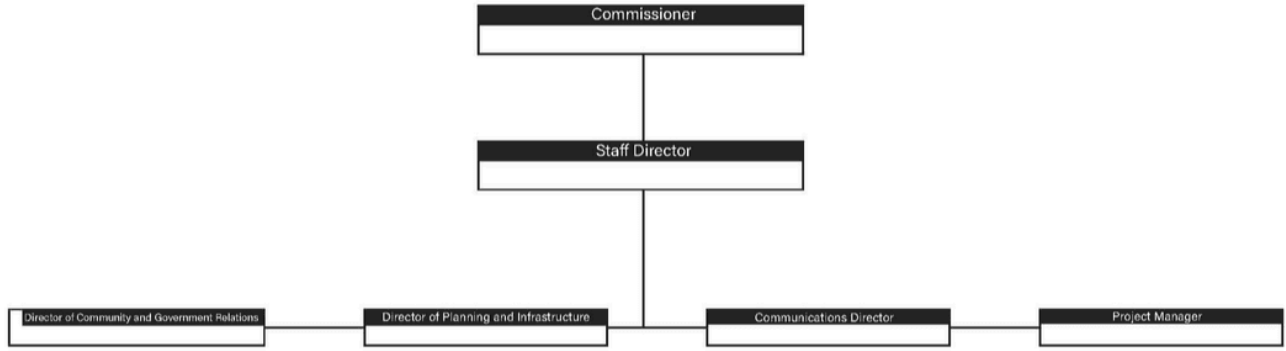 Commissioner
Staff Director
Director of Community and Government Relations
Director of Planning and Infrastructure
Communications Director
Project Manager